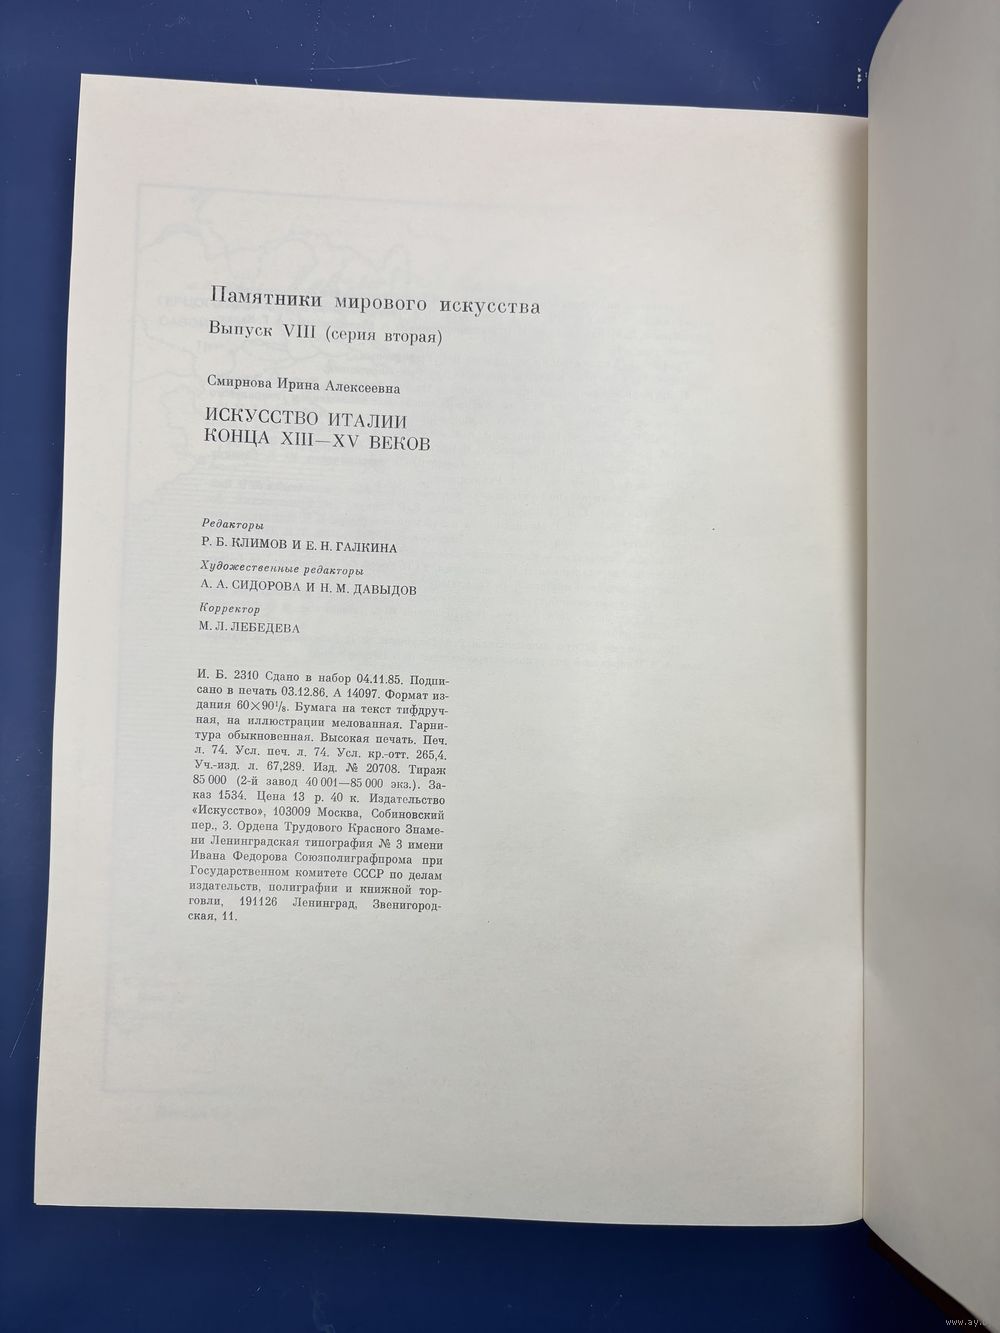 Памятники мирового искусства
Выпуск VIII (серия вторая)
Смирнова Ирина Алексеевна
ИСКУССТВО ИТАЛИИ
КОНЦА XIII—XV ВЕКОВ
Редакторы
Р. Б. КЛИМОВ И Е. Н. ГАЛКИНА
Художественные редакторы
А. А. СИДОРОВА И Н. М. ДАВЫДОВ
Корректор
М. Л. ЛЕБЕДЕВА
И. Б. 2310 Сдано в набор 04.11.85. Подпи-
сано в печать 03.12.86. А 14097. Формат из-
дания 60×90¹/₈. Бумага на текст тифдруч-
ная, на иллюстрации мелованная. Гарни-
тура обыкновенная. Высокая печать. Печ.
л. 74. Усл. печ. л. 74. Усл. кр.-отт. 265,4.
Уч.-изд. л. 67,289. Изд. № 20708. Тираж
85 000 (2-й завод 40 001—85 000 экз.). За-
каз 1534. Цена 13 р. 40 к. Издательство
«Искусство», 103009 Москва, Собиновский
пер., 3. Ордена Трудового Красного Знаме-
ни Ленинградская типография № 3 имени
Ивана Федорова Союзполиграфпрома при
Государственном комитете СССР по делам
издательств, полиграфии и книжной тор-
говли, 191126 Ленинград, Звенигород-
ская, 11.